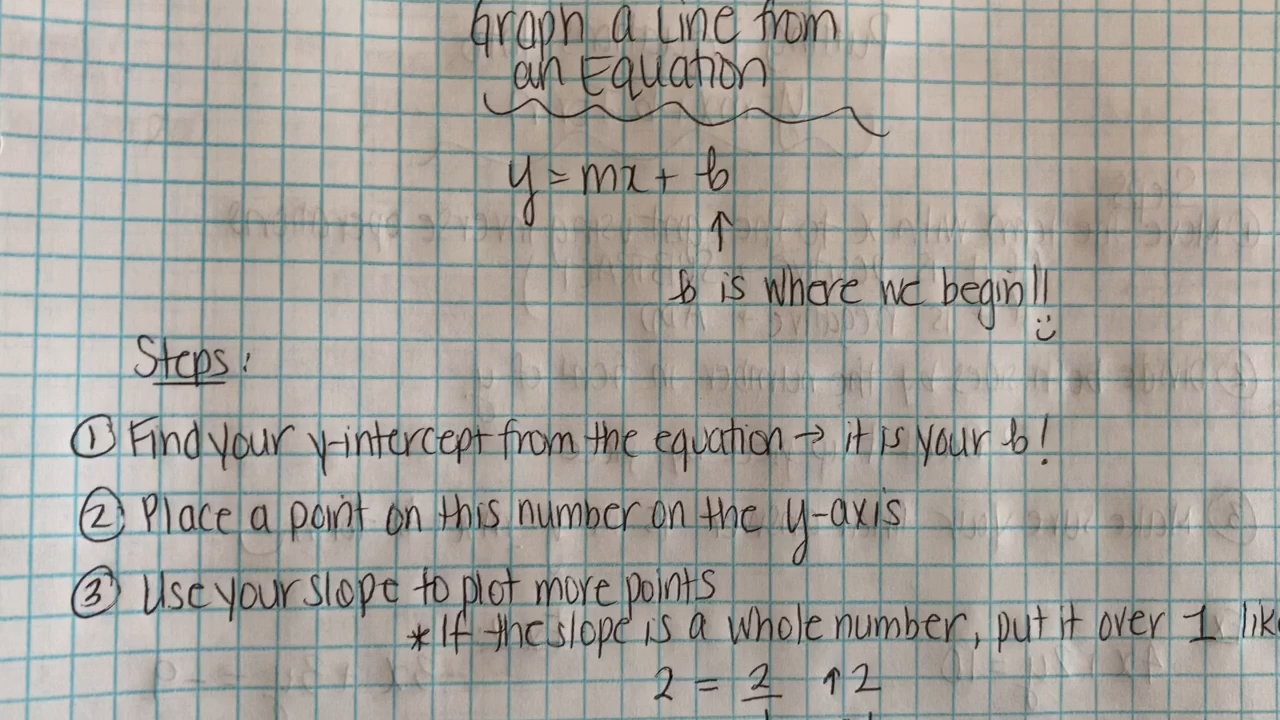 Graph a Line from
an Equation
y = mx + b
↑
b is where we begin!!
Steps:
① Find your y-intercept from the equation → it is your b!
② Place a point on this number on the y-axis
③ Use your slope to plot more points
* If the slope is a whole number, put it over 1
2 = 2 ↑2